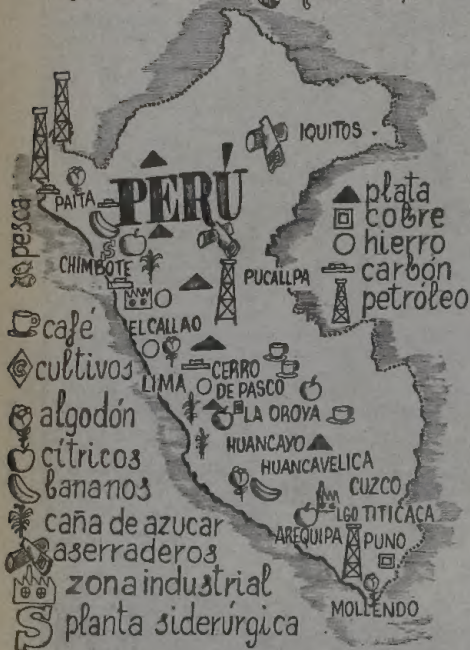 IQUITOS
PAITA
PERÚ
pesca
plata
cobre
hierro
carbón
petróleo
CHIMBOTE
S
PUCALLPA
café
EL CALLAO
cultivos
CERRO
DE PASCO
LIMA
algodón
LA OROYA
cítricos
HUANCAYO
bananos
HUANCAVELICA
caña de azucar
CUZCO
LGO TITICACA
aserraderos
AREQUIPA
PUNO
zona industrial
MOLLENDO
S planta siderúrgica